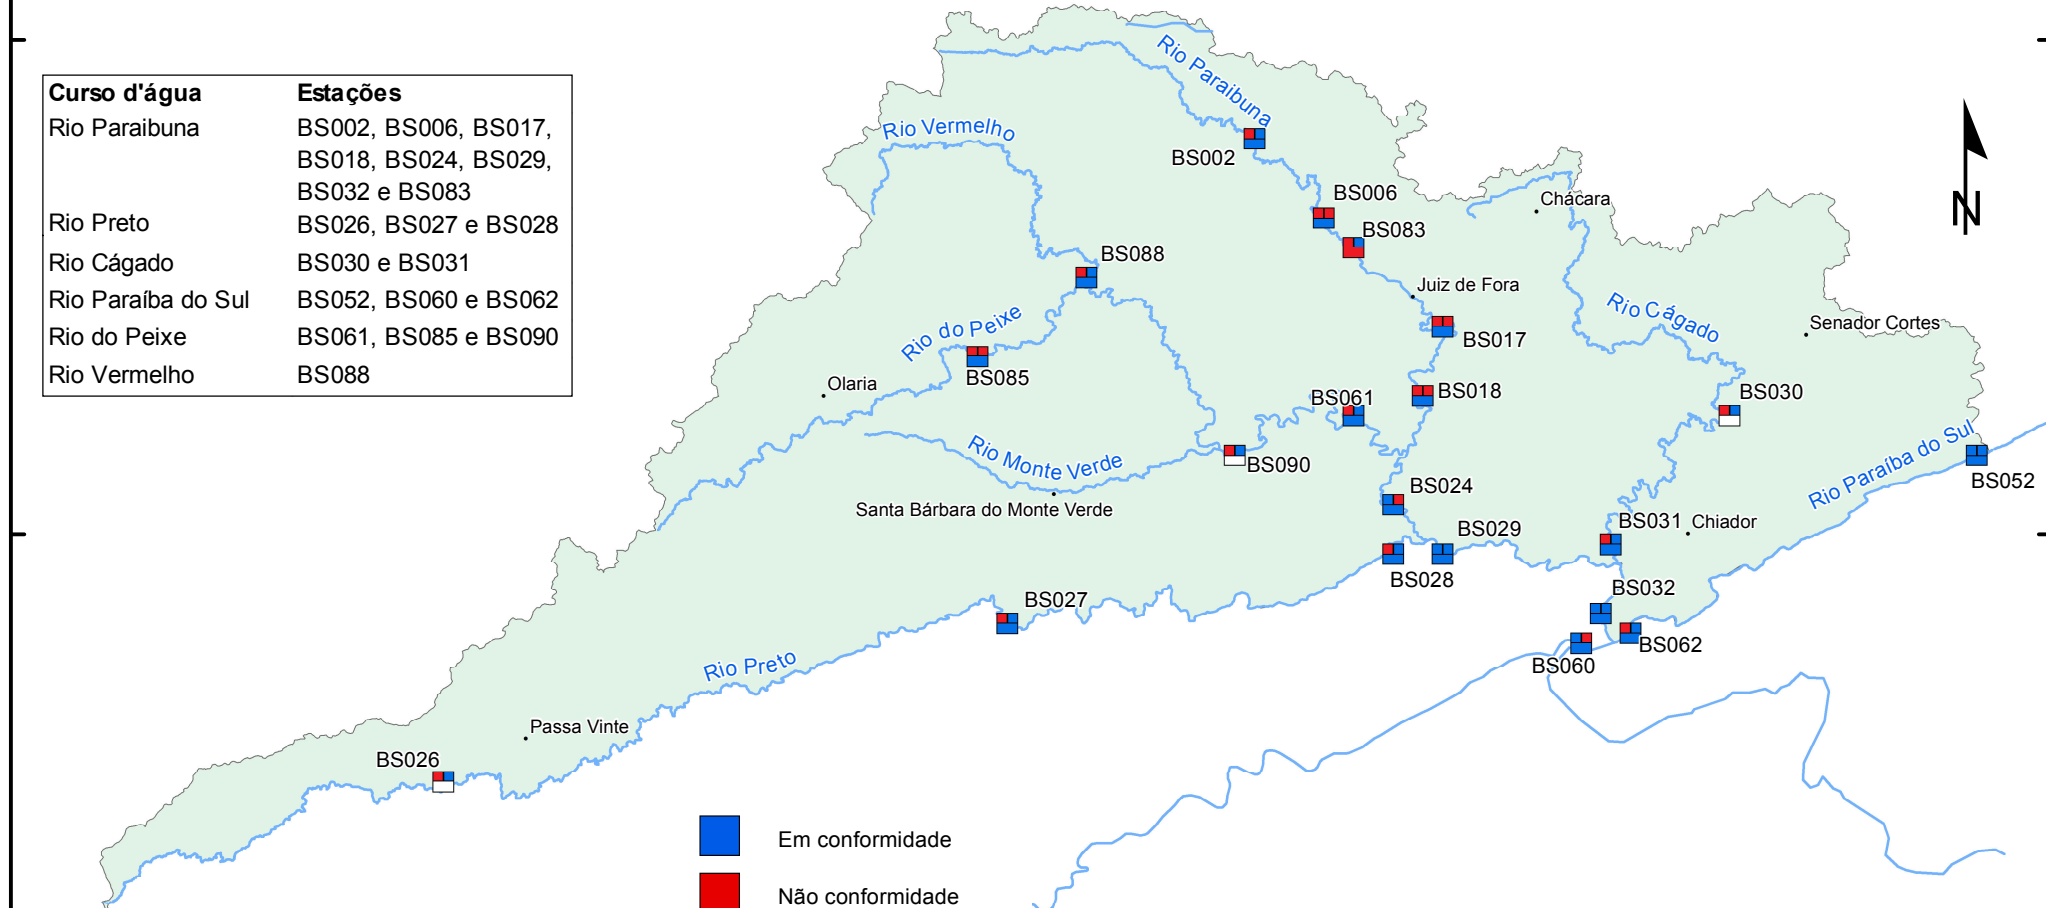 Curso d'água Estações
Rio Paraibuna BS002, BS006, BS017,
BS018, BS024, BS029,
BS032 e BS083
Rio Preto BS026, BS027 e BS028
Rio Cágado BS030 e BS031
Rio Paraíba do Sul BS052, BS060 e BS062
Rio do Peixe BS061, BS085 e BS090
Rio Vermelho BS088
Rio Paraibuna
Rio Vermelho
BS002
BS006
Chácara
BS083
BS088
Juiz de Fora
Rio Cágado
Rio do Peixe
Senador Cortes
BS017
BS085
Olaria
BS061
BS018
BS030
Rio Monte Verde
BS090
Rio Paraíba do Sul
BS052
BS024
Santa Bárbara do Monte Verde
BS029
BS031
Chiador
BS028
BS027
BS032
BS062
BS060
Rio Preto
Passa Vinte
BS026
N
Em conformidade
Não conformidade